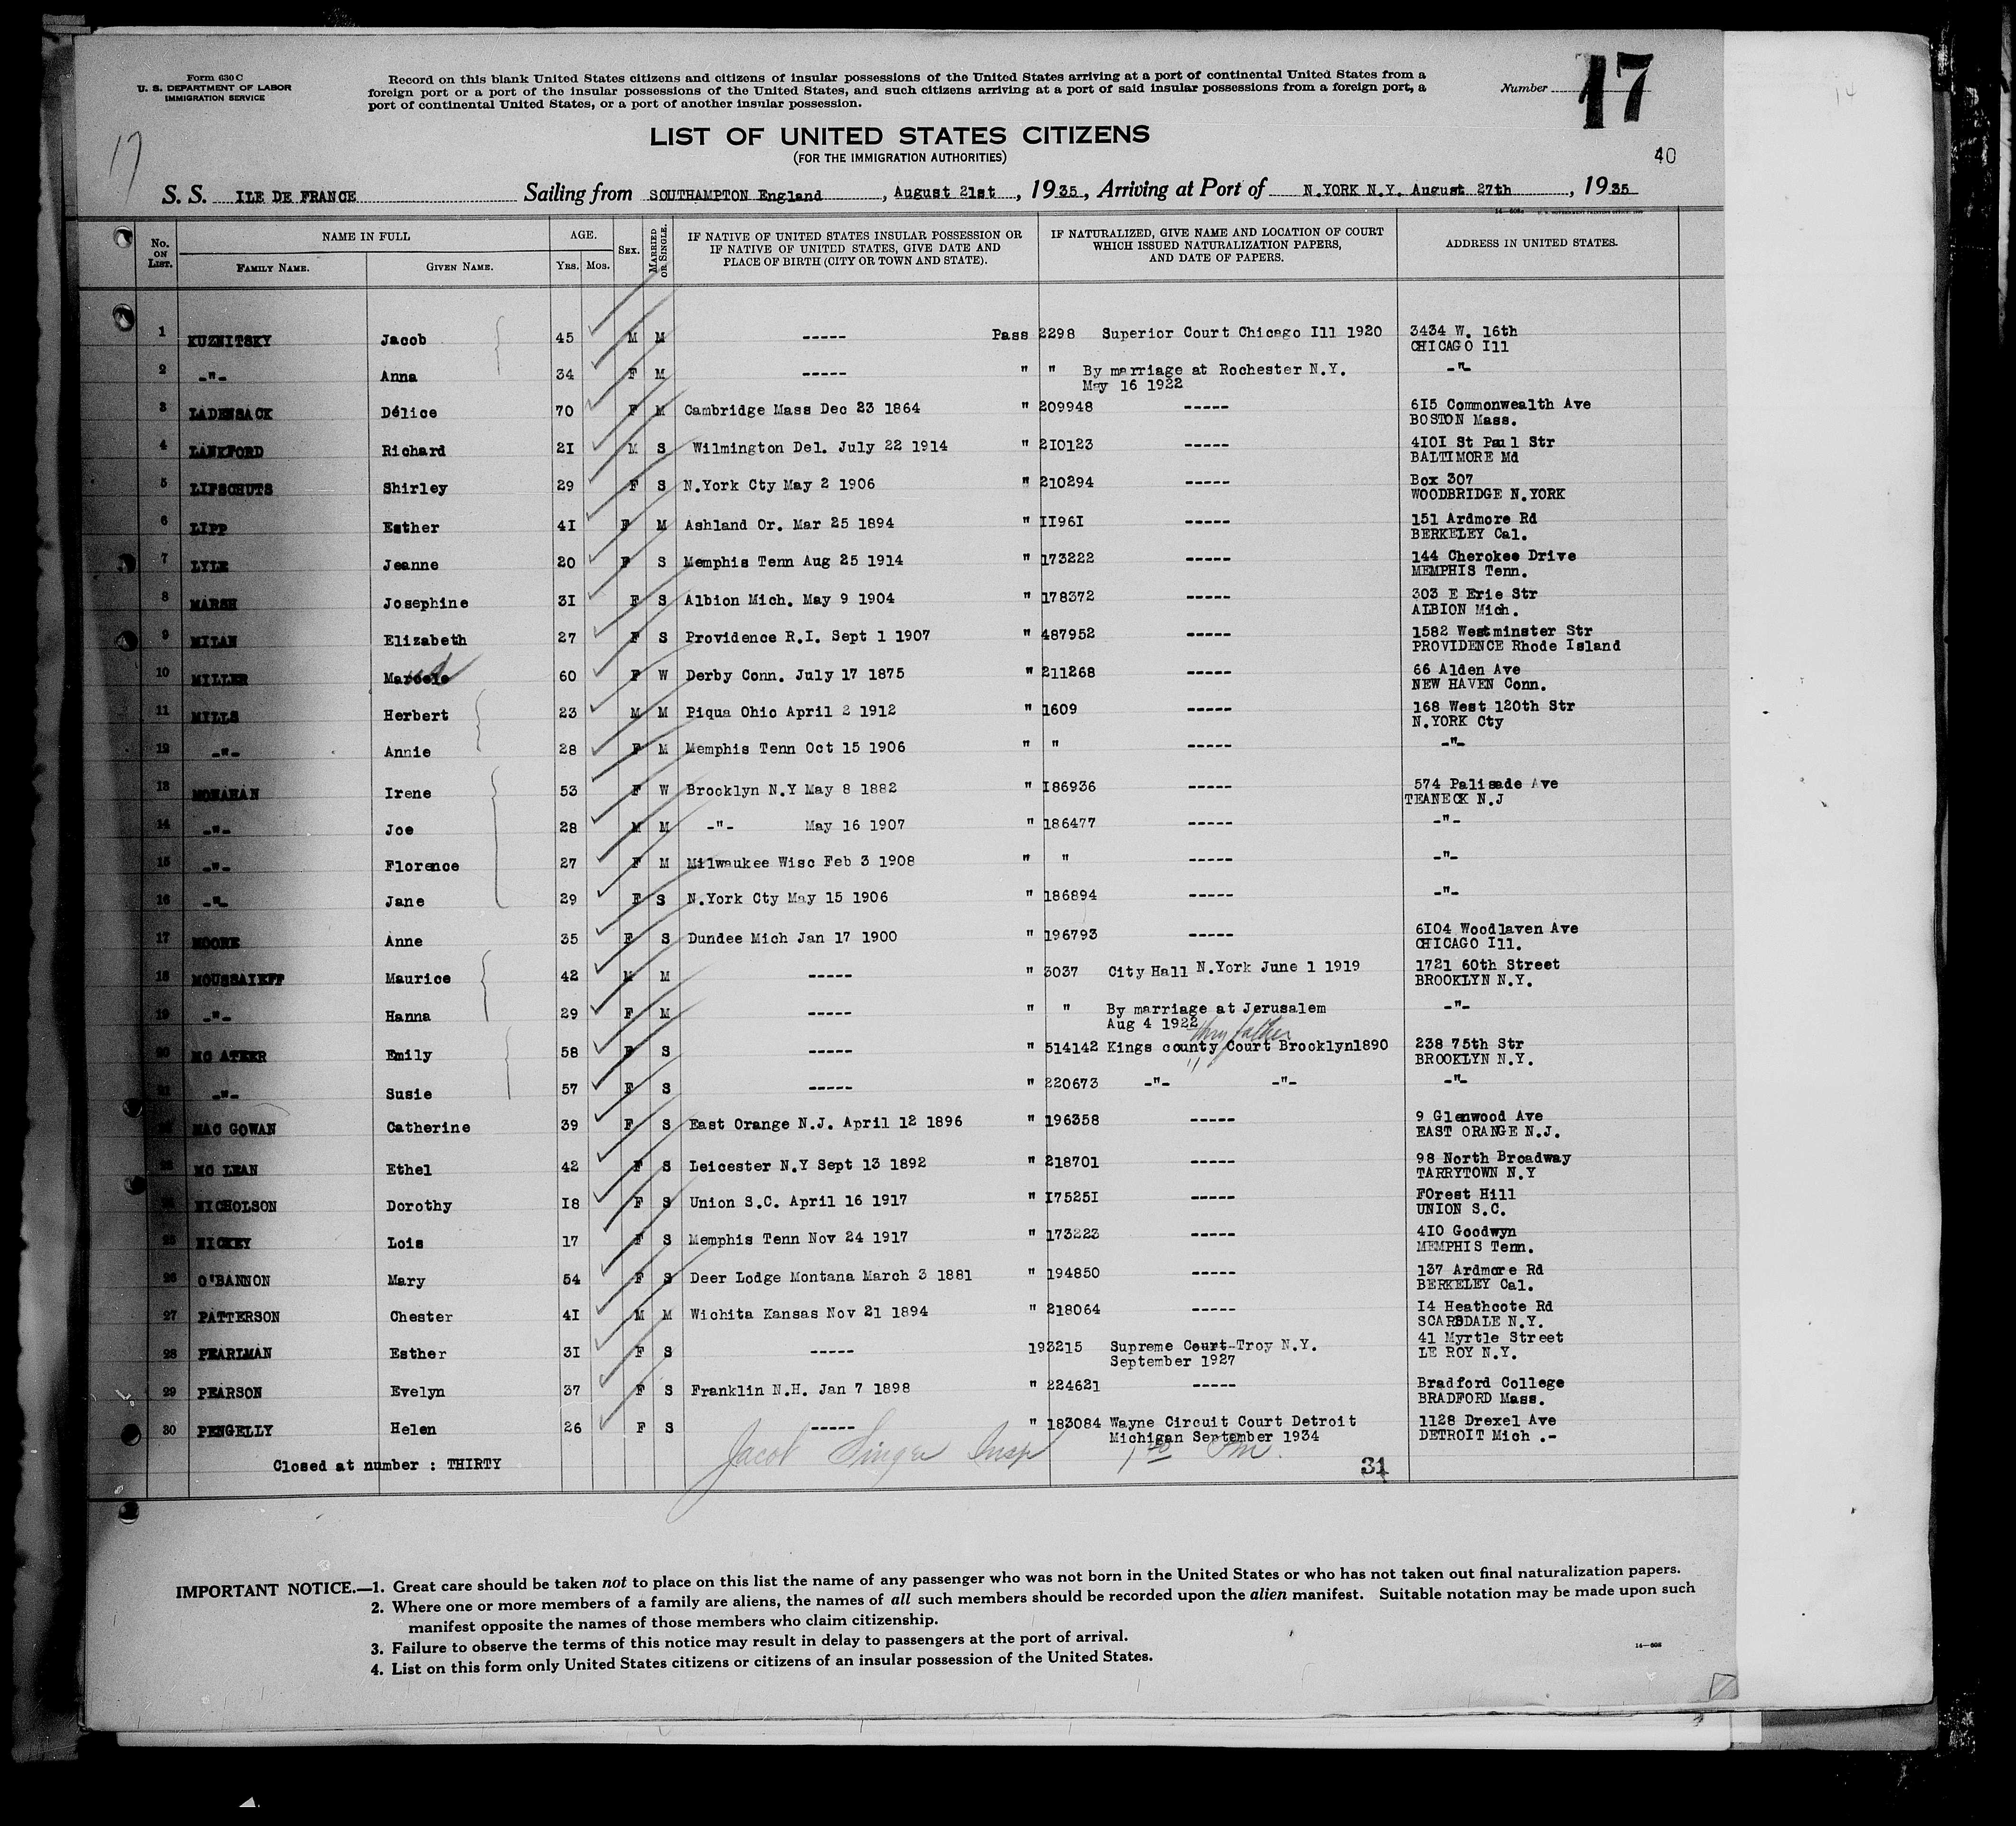 Form 630 C
U. S. DEPARTMENT OF LABOR
IMMIGRATION SERVICE
Record on this blank United States citizens and citizens of insular possessions of the United States arriving at a port of continental United States from a
foreign port or a port of the insular possessions of the United States, and such citizens arriving at a port of said insular possessions from a foreign port, a
port of continental United States, or a port of another insular possession.
Number 17
14
17
LIST OF UNITED STATES CITIZENS
(FOR THE IMMIGRATION AUTHORITIES)
40
S. S. ILE DE FRANCE Sailing from SOUTHAMPTON England, August 21st, 1935, Arriving at Port of N.YORK N.Y. August 27th, 1935
No. ON LIST. NAME IN FULL FAMILY NAME. GIVEN NAME. AGE. YRS. MOS. SEX. MARRIED OR SINGLE. IF NATIVE OF UNITED STATES INSULAR POSSESSION OR IF NATIVE OF UNITED STATES, GIVE DATE AND PLACE OF BIRTH (CITY OR TOWN AND STATE). IF NATURALIZED, GIVE NAME AND LOCATION OF COURT WHICH ISSUED NATURALIZATION PAPERS, AND DATE OF PAPERS. ADDRESS IN UNITED STATES.
1 KUZNITSKY Jacob 45 M M ----- Pass 2298 Superior Court Chicago Ill 1920 3434 W. 16th
CHICAGO Ill
2 -"- Anna 34 F M ----- " " By marriage at Rochester N.Y. -"-
May 16 1922
3 LADENSACK Délice 70 F M Cambridge Mass Dec 23 1864 " 209948 ----- 615 Commonwealth Ave
BOSTON Mass.
4 LANKFORD Richard 21 M S Wilmington Del. July 22 1914 " 210123 ----- 4101 St Paul Str
BALTIMORE Md
5 LIFSCHUTS Shirley 29 F S N.York Cty May 2 1906 " 210294 ----- Box 307
WOODBRIDGE N.YORK
6 LIPP Esther 41 F M Ashland Or. Mar 25 1894 " 11961 ----- 151 Ardmore Rd
BERKELEY Cal.
7 LYLE Jeanne 20 F S Memphis Tenn Aug 25 1914 " 173222 ----- 144 Cherokee Drive
MEMPHIS Tenn.
8 MARSH Josephine 31 F S Albion Mich. May 9 1904 " 178372 ----- 303 E Erie Str
ALBION Mich.
9 MILAN Elizabeth 27 F S Providence R.I. Sept 1 1907 " 487952 ----- 1582 Westminster Str
PROVIDENCE Rhode Island
10 MILLER 60 F W Derby Conn. July 17 1875 " 211268 ----- 66 Alden Ave
NEW HAVEN Conn.
11 MILLS Herbert 23 M M Piqua Ohio April 2 1912 " 1609 ----- 168 West 120th Str
N.YORK Cty
12 -"- Annie 28 F M Memphis Tenn Oct 15 1906 " " ----- -"-
13 MONAHAN Irene 53 F W Brooklyn N.Y May 8 1882 " 186936 ----- 574 Palisade Ave
TEANECK N.J
14 -"- Joe 28 M M -"- May 16 1907 " 186477 ----- -"-
15 -"- Florence 27 F M Milwaukee Wisc Feb 3 1908 " " ----- -"-
16 -"- Jane 29 F S N.York Cty May 15 1906 " 186894 ----- -"-
17 MOORE Anne 35 F S Dundee Mich Jan 17 1900 " 196793 ----- 6104 Woodlaven Ave
CHICAGO Ill.
18 MOUSSAIEFF Maurice 42 M M ----- " 3037 City Hall N.York June 1 1919 1721 60th Street
BROOKLYN N.Y.
19 -"- Hanna 29 F M ----- " " By marriage at Jerusalem -"-
Aug 4 1922
thru father
20 MC ATEER Emily 58 F S ----- " 514142 Kings county Court Brooklyn1890 238 75th Str
BROOKLYN N.Y.
"
21 -"- Susie 57 F S ----- " 220673 -"- -"- -"-
22 MAC GOWAN Catherine 39 F S East Orange N.J. April 12 1896 " 196358 ----- 9 Glenwood Ave
EAST ORANGE N.J.
23 MC LEAN Ethel 42 F S Leicester N.Y Sept 13 1892 " 218701 ----- 98 North Broadway
TARRYTOWN N.Y
24 NICHOLSON Dorothy 18 F S Union S.C. April 16 1917 " 175251 ----- FOrest Hill
UNION S.C.
25 NICKEY Lois 17 F S Memphis Tenn Nov 24 1917 " 173223 ----- 410 Goodwyn
MEMPHIS Tenn.
26 O'BANNON Mary 54 F S Deer Lodge Montana March 3 1881 " 194850 ----- 137 Ardmore Rd
BERKELEY Cal.
27 PATTERSON Chester 41 M M Wichita Kansas Nov 21 1894 " 218064 ----- 14 Heathcote Rd
SCARSDALE N.Y.
28 PEARLMAN Esther 31 F S ----- 193215 Supreme Court Troy N.Y. 41 Myrtle Street
September 1927 LE ROY N.Y.
29 PEARSON Evelyn 37 F S Franklin N.H. Jan 7 1898 " 224621 ----- Bradford College
BRADFORD Mass.
30 PENGELLY Helen 26 F S ----- " 183084 Wayne Circuit Court Detroit 1128 Drexel Ave
Michigan September 1934 DETROIT Mich .-
Jacob Singer Insp
Closed at number : THIRTY 31
IMPORTANT NOTICE.—1. Great care should be taken not to place on this list the name of any passenger who was not born in the United States or who has not taken out final naturalization papers.
2. Where one or more members of a family are aliens, the names of all such members should be recorded upon the alien manifest. Suitable notation may be made upon such
manifest opposite the names of those members who claim citizenship.
3. Failure to observe the terms of this notice may result in delay to passengers at the port of arrival.
4. List on this form only United States citizens or citizens of an insular possession of the United States.
14—608